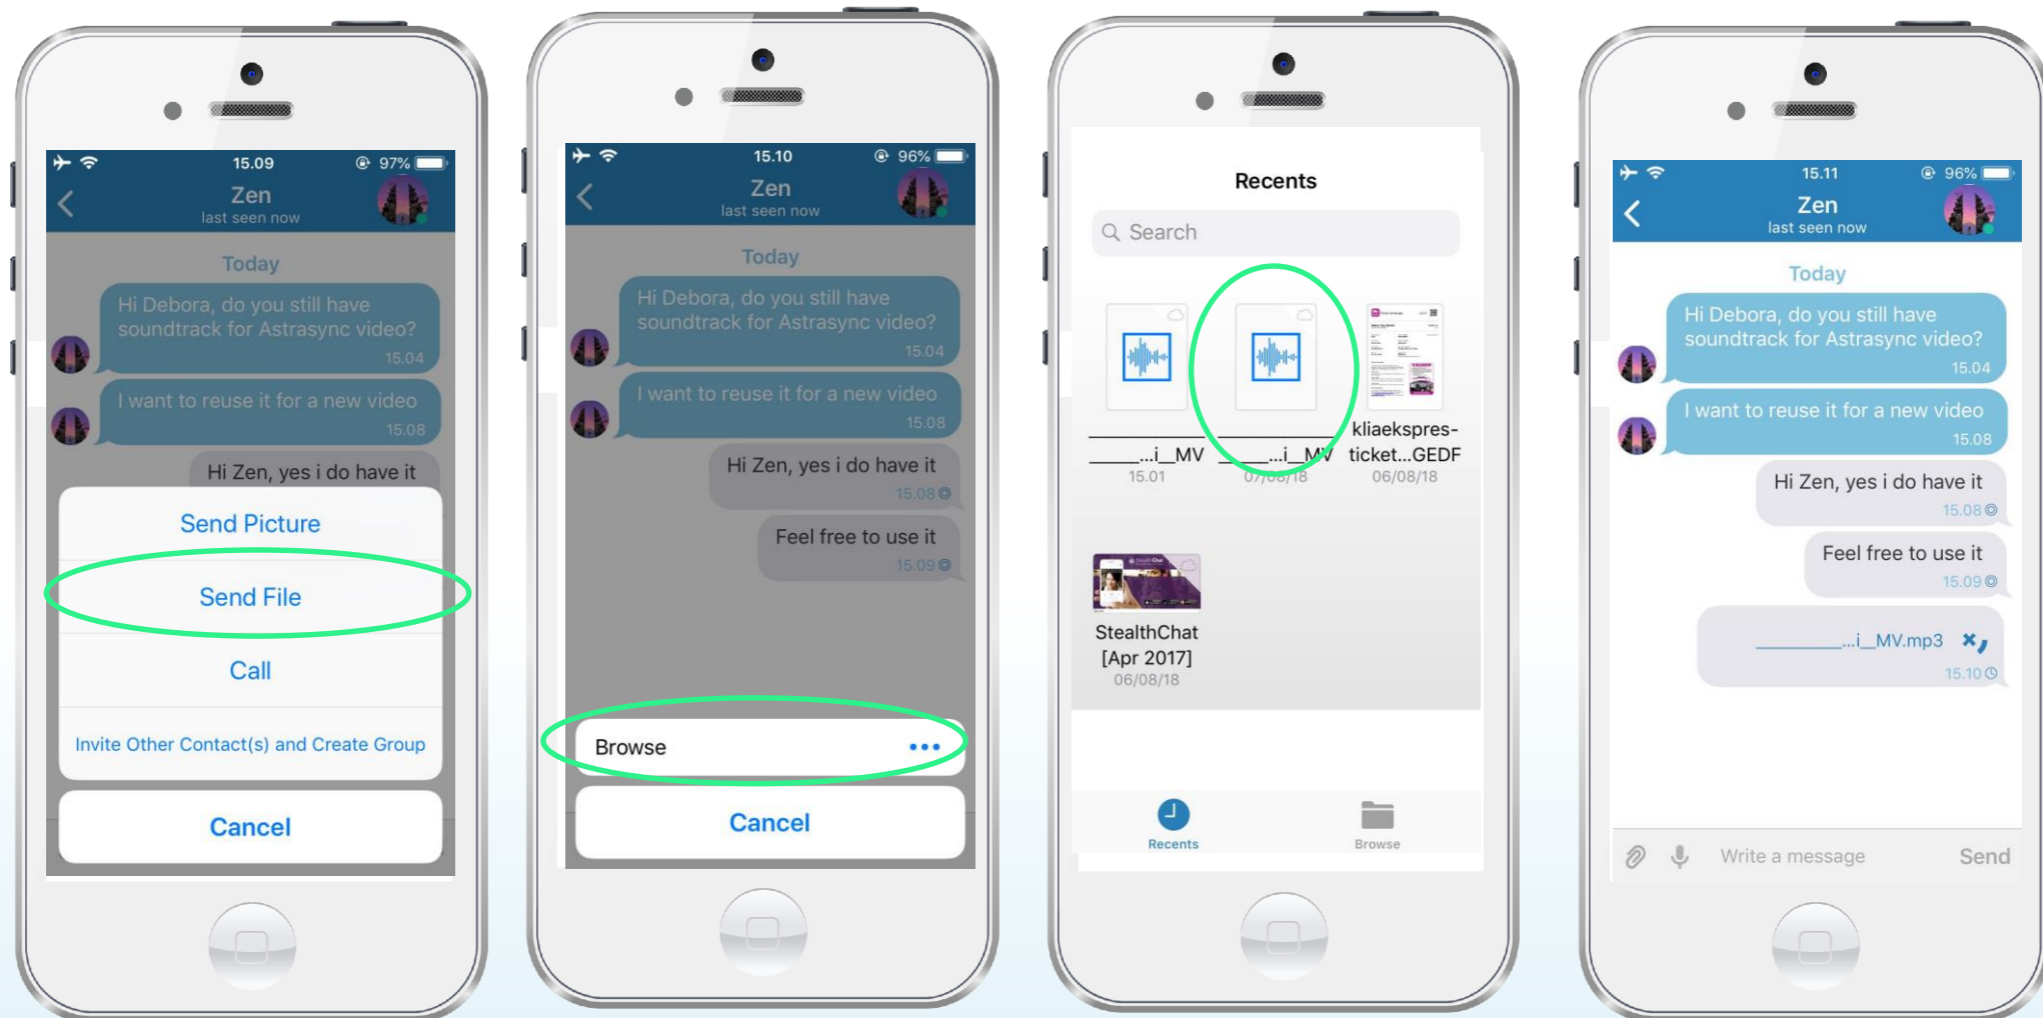 15.09
97%
Zen
last seen now
Today
Hi Debora, do you still have
soundtrack for Astrasync video?
15.04
I want to reuse it for a new video
15.08
Hi Zen, yes i do have it
Send Picture
Send File
Call
Invite Other Contact(s) and Create Group
Cancel
15.10
96%
Zen
last seen now
Today
Hi Debora, do you still have
soundtrack for Astrasync video?
15.04
I want to reuse it for a new video
15.08
Hi Zen, yes i do have it
15.08
Feel free to use it
15.09
Browse
Cancel
Recents
Search
______...i__MV
15.01
______...i__MV
07/08/18
kliaekspres-
ticket...GEDF
06/08/18
StealthChat
[Apr 2017]
06/08/18
Recents
Browse
15.11
96%
Zen
last seen now
Today
Hi Debora, do you still have
soundtrack for Astrasync video?
15.04
I want to reuse it for a new video
15.08
Hi Zen, yes i do have it
15.08
Feel free to use it
15.09
_________...i__MV.mp3
15.10
Write a message
Send